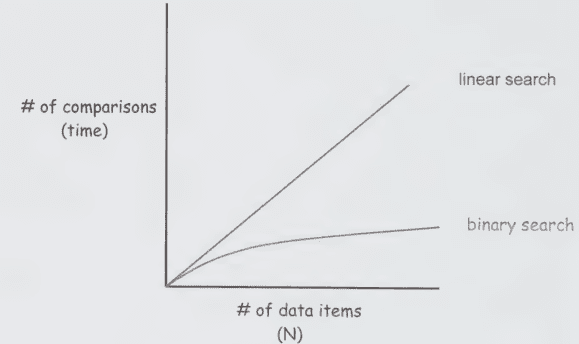 linear search
# of comparisons
(time)
binary search
# of data items
(N)